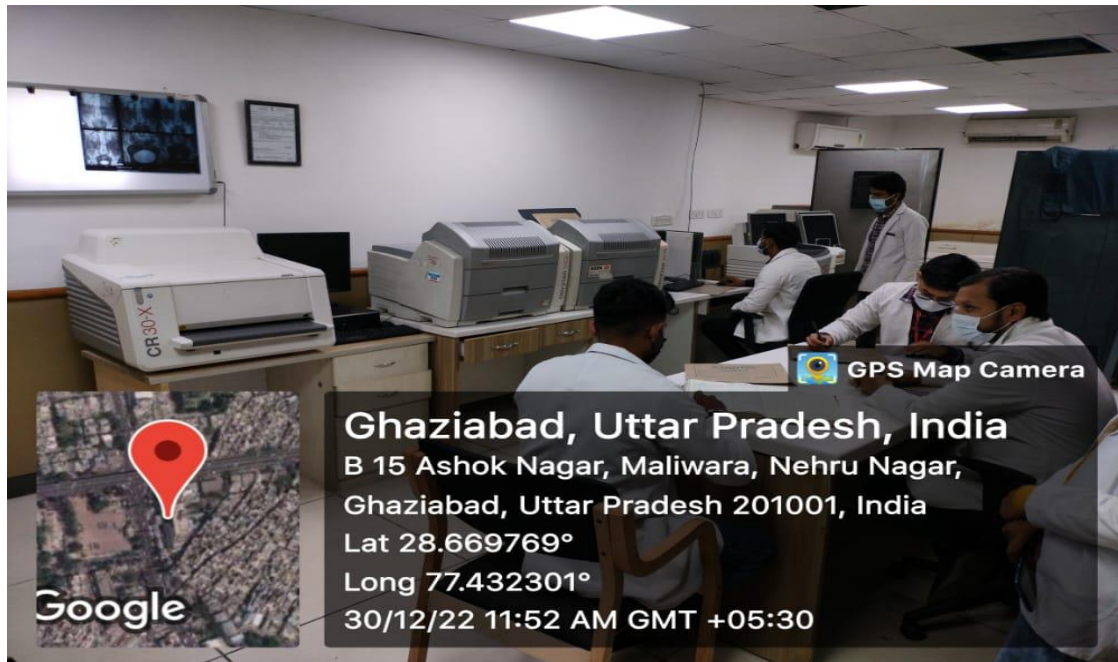 CR30-X
GPS Map Camera
Ghaziabad, Uttar Pradesh, India
B 15 Ashok Nagar, Maliwara, Nehru Nagar,
Ghaziabad, Uttar Pradesh 201001, India
Lat 28.669769°
Long 77.432301°
30/12/22 11:52 AM GMT +05:30
Google